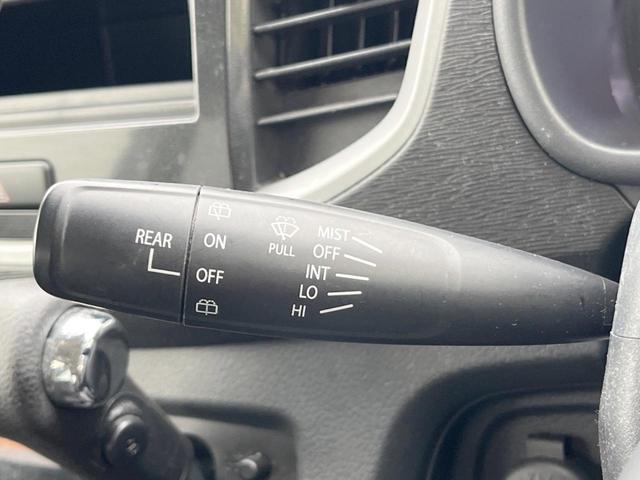 REAR
ON
OFF
PULL
MIST
OFF
INT
LO
HI